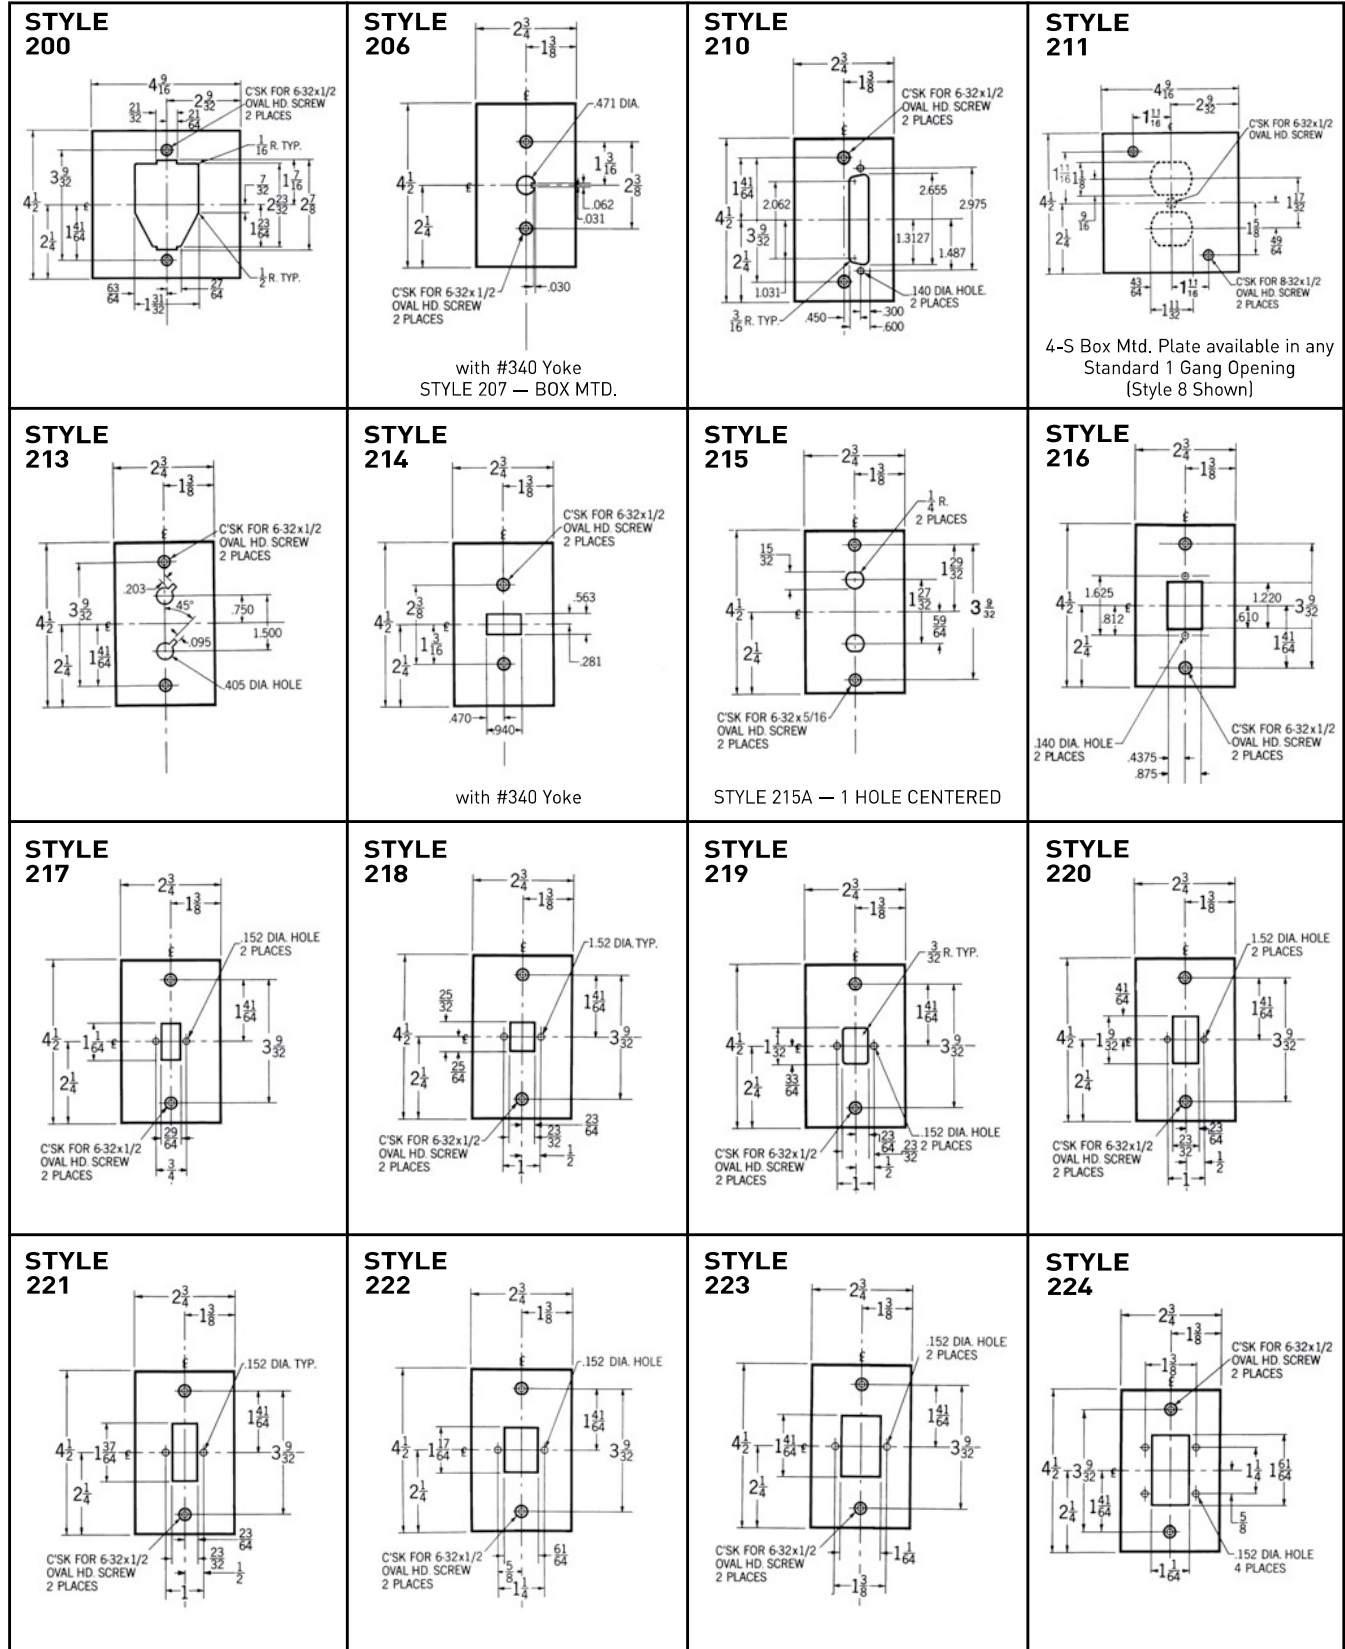 STYLE
200
4 9/16
2 9/32
21/32
21/64
C'SK FOR 6-32x1/2
OVAL HD. SCREW
2 PLACES
1/16 R. TYP.
4 1/2
3 9/32
2 1/4
1 41/64
7/32
1 7/16
2 23/32
2 7/8
1 23/64
1/2 R. TYP.
63/64
27/64
1 31/32
STYLE
206
2 3/4
1 3/8
.471 DIA.
4 1/2
2 1/4
1 3/16
2 3/8
.062
.031
.030
C'SK FOR 6-32x1/2
OVAL HD. SCREW
2 PLACES
with #340 Yoke
STYLE 207 — BOX MTD.
STYLE
210
2 3/4
1 3/8
C'SK FOR 6-32x1/2
OVAL HD. SCREW
2 PLACES
1 41/64
2.062
2.655
2.975
4 1/2
3 9/32
2 1/4
1.3127
1.487
1.031
.140 DIA. HOLE.
2 PLACES
3/16 R. TYP.
.450
.300
.600
STYLE
211
4 9/16
2 9/32
1 11/16
C'SK FOR 6-32x1/2
OVAL HD. SCREW
1 11/16
1 1/8
4 1/2
9/16
2 1/4
1 17/32
1 5/8
49/64
43/64
1 11/16
1 11/32
C'SK FOR 8-32x1/2
OVAL HD. SCREW
2 PLACES
4-S Box Mtd. Plate available in any
Standard 1 Gang Opening
(Style 8 Shown)
STYLE
213
2 3/4
1 3/8
C'SK FOR 6-32x1/2
OVAL HD. SCREW
2 PLACES
.203
45°
.750
1.500
.095
4 1/2
3 9/32
2 1/4
1 41/64
.405 DIA HOLE
STYLE
214
2 3/4
1 3/8
C'SK FOR 6-32x1/2
OVAL HD. SCREW
2 PLACES
2 3/8
.563
4 1/2
1 3/16
2 1/4
.281
.470
.940
with #340 Yoke
STYLE
215
2 3/4
1 3/8
1/4 R.
2 PLACES
15/32
1 29/32
4 1/2
1 27/32
3 9/32
59/64
2 1/4
C'SK FOR 6-32x5/16
OVAL HD. SCREW
2 PLACES
STYLE 215A — 1 HOLE CENTERED
STYLE
216
2 3/4
1 3/8
1.625
.812
1.220
.610
4 1/2
3 9/32
2 1/4
1 41/64
.140 DIA. HOLE
2 PLACES
C'SK FOR 6-32x1/2
OVAL HD. SCREW
2 PLACES
.4375
.875
STYLE
217
2 3/4
1 3/8
.152 DIA. HOLE
2 PLACES
1 41/64
4 1/2
1 1/64
3 9/32
2 1/4
C'SK FOR 6-32x1/2
OVAL HD. SCREW
2 PLACES
29/64
3/4
STYLE
218
2 3/4
1 3/8
1.52 DIA. TYP.
25/32
1 41/64
4 1/2
3 9/32
25/64
2 1/4
C'SK FOR 6-32x1/2
OVAL HD. SCREW
2 PLACES
23/64
23/32
1/2
1
STYLE
219
2 3/4
1 3/8
3/32 R. TYP.
1 41/64
4 1/2
1 1/32
3 9/32
33/64
2 1/4
C'SK FOR 6-32x1/2
OVAL HD. SCREW
2 PLACES
.152 DIA. HOLE
2 PLACES
23/64
23/32
1/2
1
STYLE
220
2 3/4
1 3/8
1.52 DIA. HOLE
2 PLACES
41/64
1 41/64
4 1/2
1 9/32
3 9/32
2 1/4
C'SK FOR 6-32x1/2
OVAL HD. SCREW
2 PLACES
23/64
23/32
1/2
1
STYLE
221
2 3/4
1 3/8
.152 DIA. TYP.
1 41/64
4 1/2
1 37/64
3 9/32
2 1/4
C'SK FOR 6-32x1/2
OVAL HD. SCREW
2 PLACES
23/64
23/32
1/2
1
STYLE
222
2 3/4
1 3/8
.152 DIA. HOLE
1 41/64
4 1/2
1 17/64
3 9/32
2 1/4
C'SK FOR 6-32x1/2
OVAL HD. SCREW
2 PLACES
61/64
5/8
1 1/4
STYLE
223
2 3/4
1 3/8
.152 DIA. HOLE
2 PLACES
1 41/64
4 1/2
1 41/64
3 9/32
2 1/4
C'SK FOR 6-32x1/2
OVAL HD. SCREW
2 PLACES
1 1/64
1 3/8
STYLE
224
2 3/4
1 3/8
C'SK FOR 6-32x1/2
OVAL HD. SCREW
2 PLACES
1 3/8
4 1/2
3 9/32
1 1/4
1 61/64
2 1/4
1 41/64
5/8
.152 DIA. HOLE
4 PLACES
1 1/64